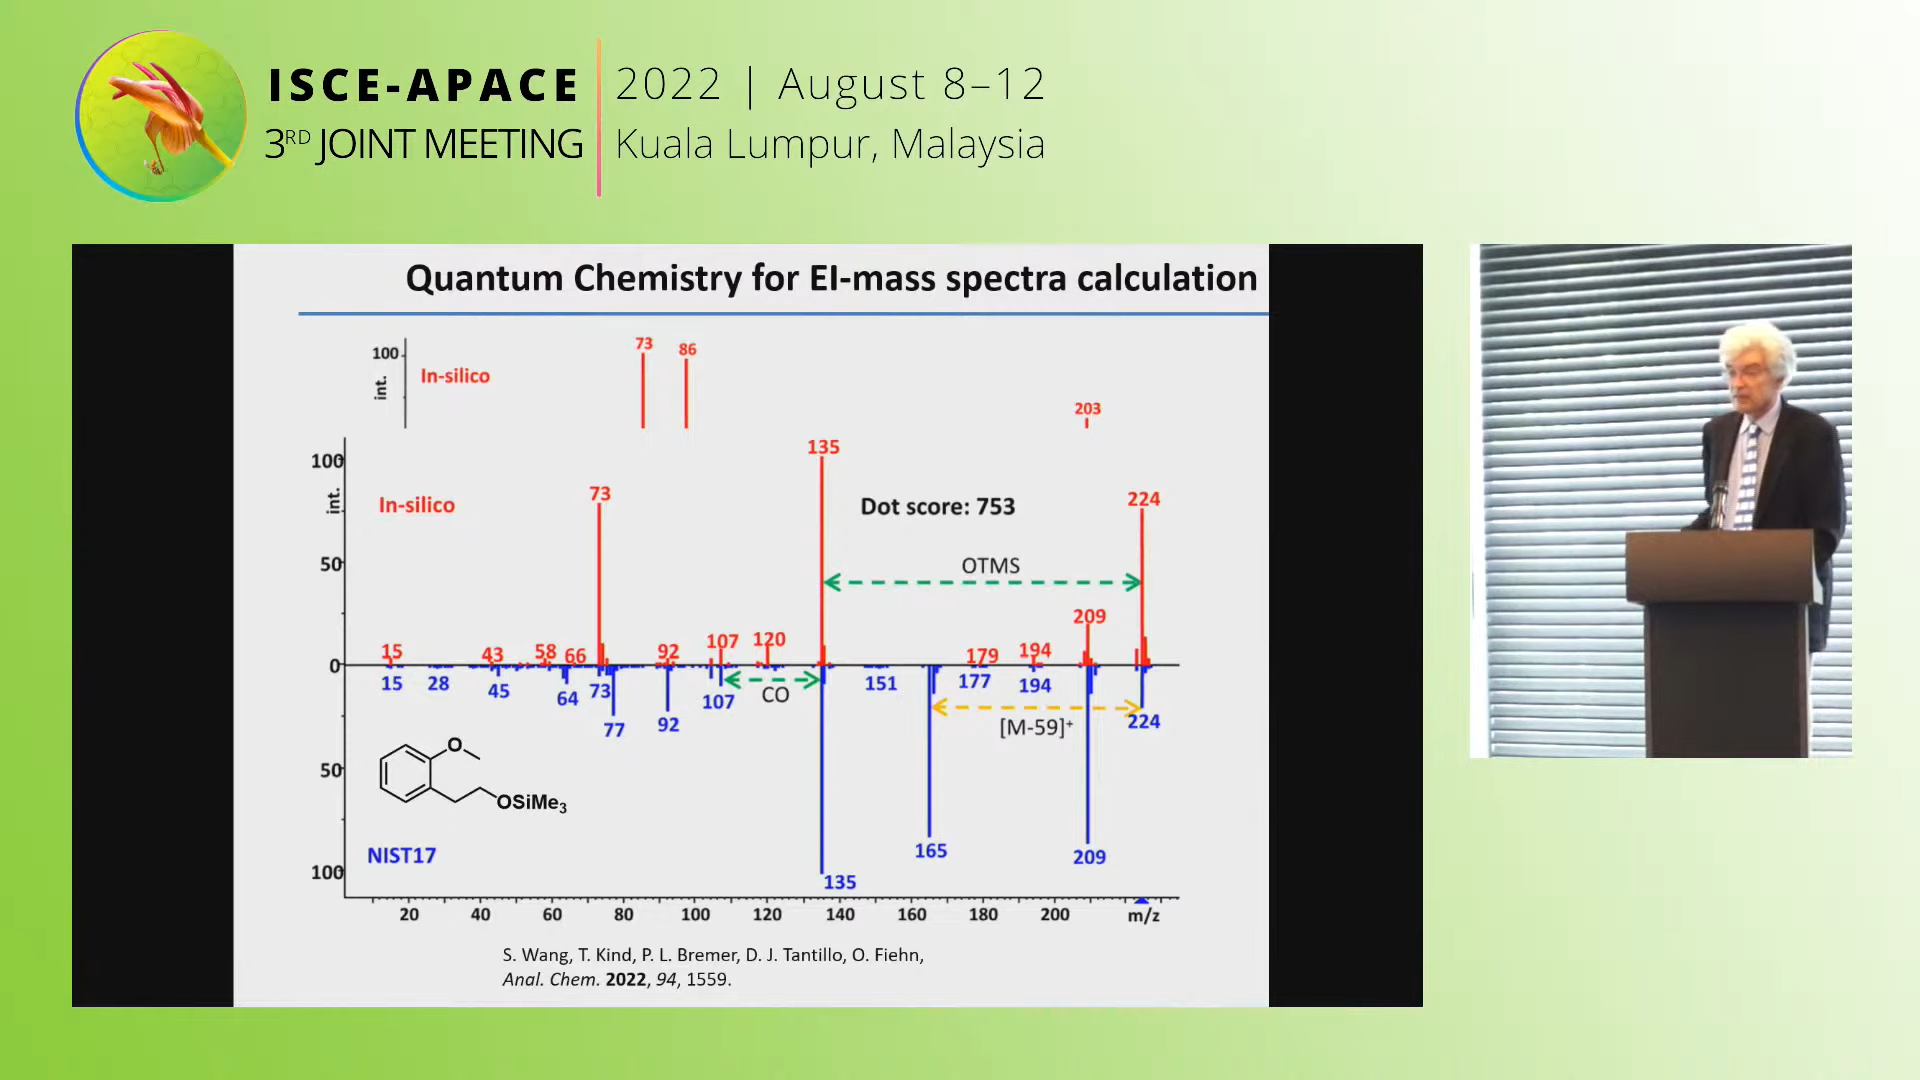 ISCE-APACE
3RD JOINT MEETING
2022 | August 8–12
Kuala Lumpur, Malaysia
Quantum Chemistry for EI-mass spectra calculation
100
int.
In-silico
73
86
203
100
int.
50
0
50
100
In-silico
135
Dot score: 753
224
73
OTMS
209
15
43
58
66
92
107
120
179
194
15
28
45
64
73
77
92
107
CO
151
177
194
[M-59]+
224
O
OSiMe3
NIST17
165
209
135
20
40
60
80
100
120
140
160
180
200
m/z
S. Wang, T. Kind, P. L. Bremer, D. J. Tantillo, O. Fiehn,
Anal. Chem. 2022, 94, 1559.